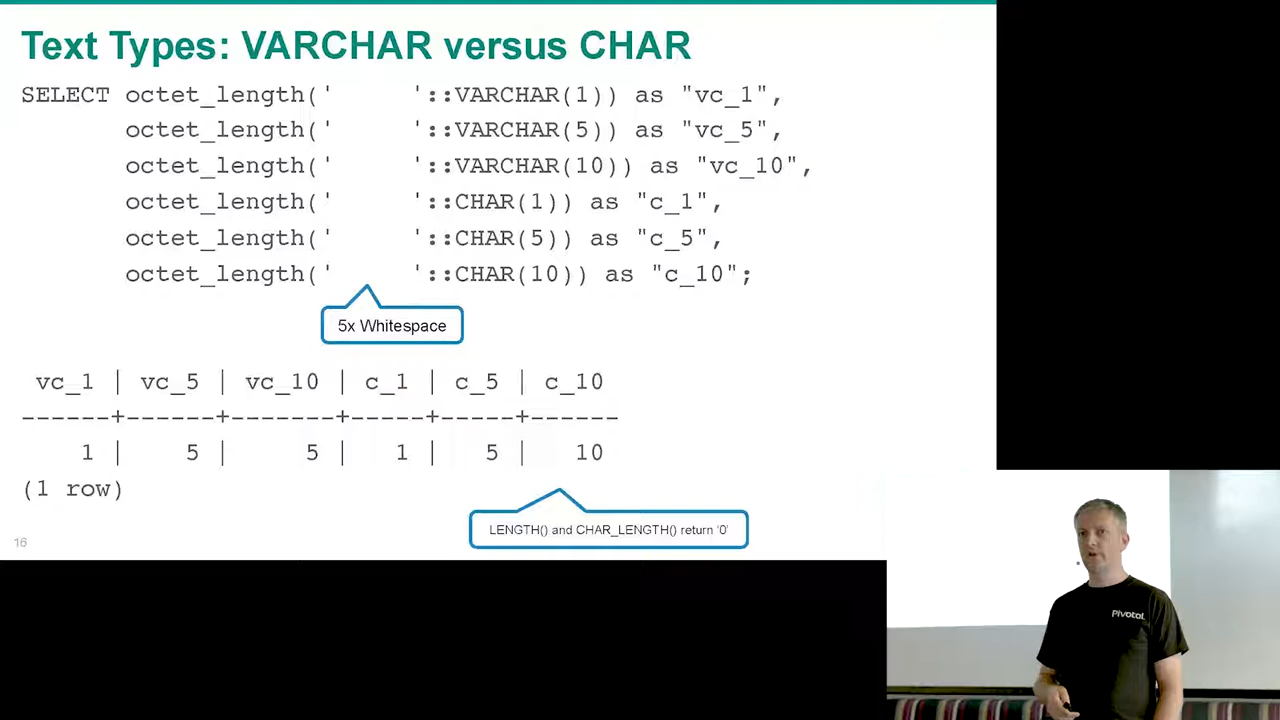 Text Types: VARCHAR versus CHAR
SELECT octet_length('     '::VARCHAR(1)) as "vc_1",
       octet_length('     '::VARCHAR(5)) as "vc_5",
       octet_length('     '::VARCHAR(10)) as "vc_10",
       octet_length('     '::CHAR(1)) as "c_1",
       octet_length('     '::CHAR(5)) as "c_5",
       octet_length('     '::CHAR(10)) as "c_10";
5x Whitespace
 vc_1 | vc_5 | vc_10 | c_1 | c_5 | c_10
------+------+-------+-----+-----+------
    1 |    5 |     5 |   1 |   5 |   10
(1 row)
LENGTH() and CHAR_LENGTH() return '0'
16
Pivotal